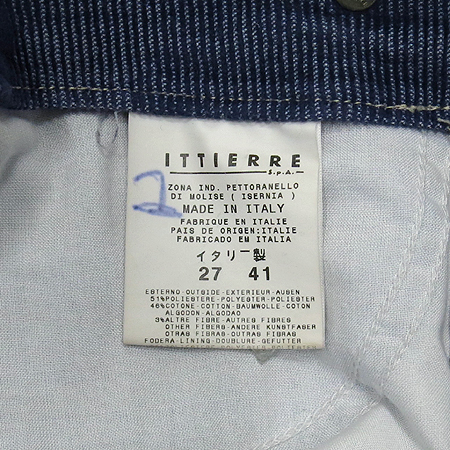 ITTIERRE
S.p.A.
2
ZONA IND. PETTORANELLO
DI MOLISE ( ISERNIA )
MADE IN ITALY
FABRIQUE EN ITALIE
PAIS DE ORIGEN:ITALIE
FABRICADO EM ITALIA
イタリー製
27 41
ESTERNO-OUTSIDE-EXTERIEUR-AUßEN
51%POLIESTERE-POLYESTER-POLIESTER
46%COTONE-COTTON-BAUMWOLLE-COTON
ALGODON-ALGODAO
3%ALTRE FIBRE-AUTRES FIBRES
OTHER FIBERS-ANDERE KUNSTFASER
OTRAS FIBRAS-OUTRAS FIBRAS
FODERA-LINING-DOUBLURE-GEFUTTER